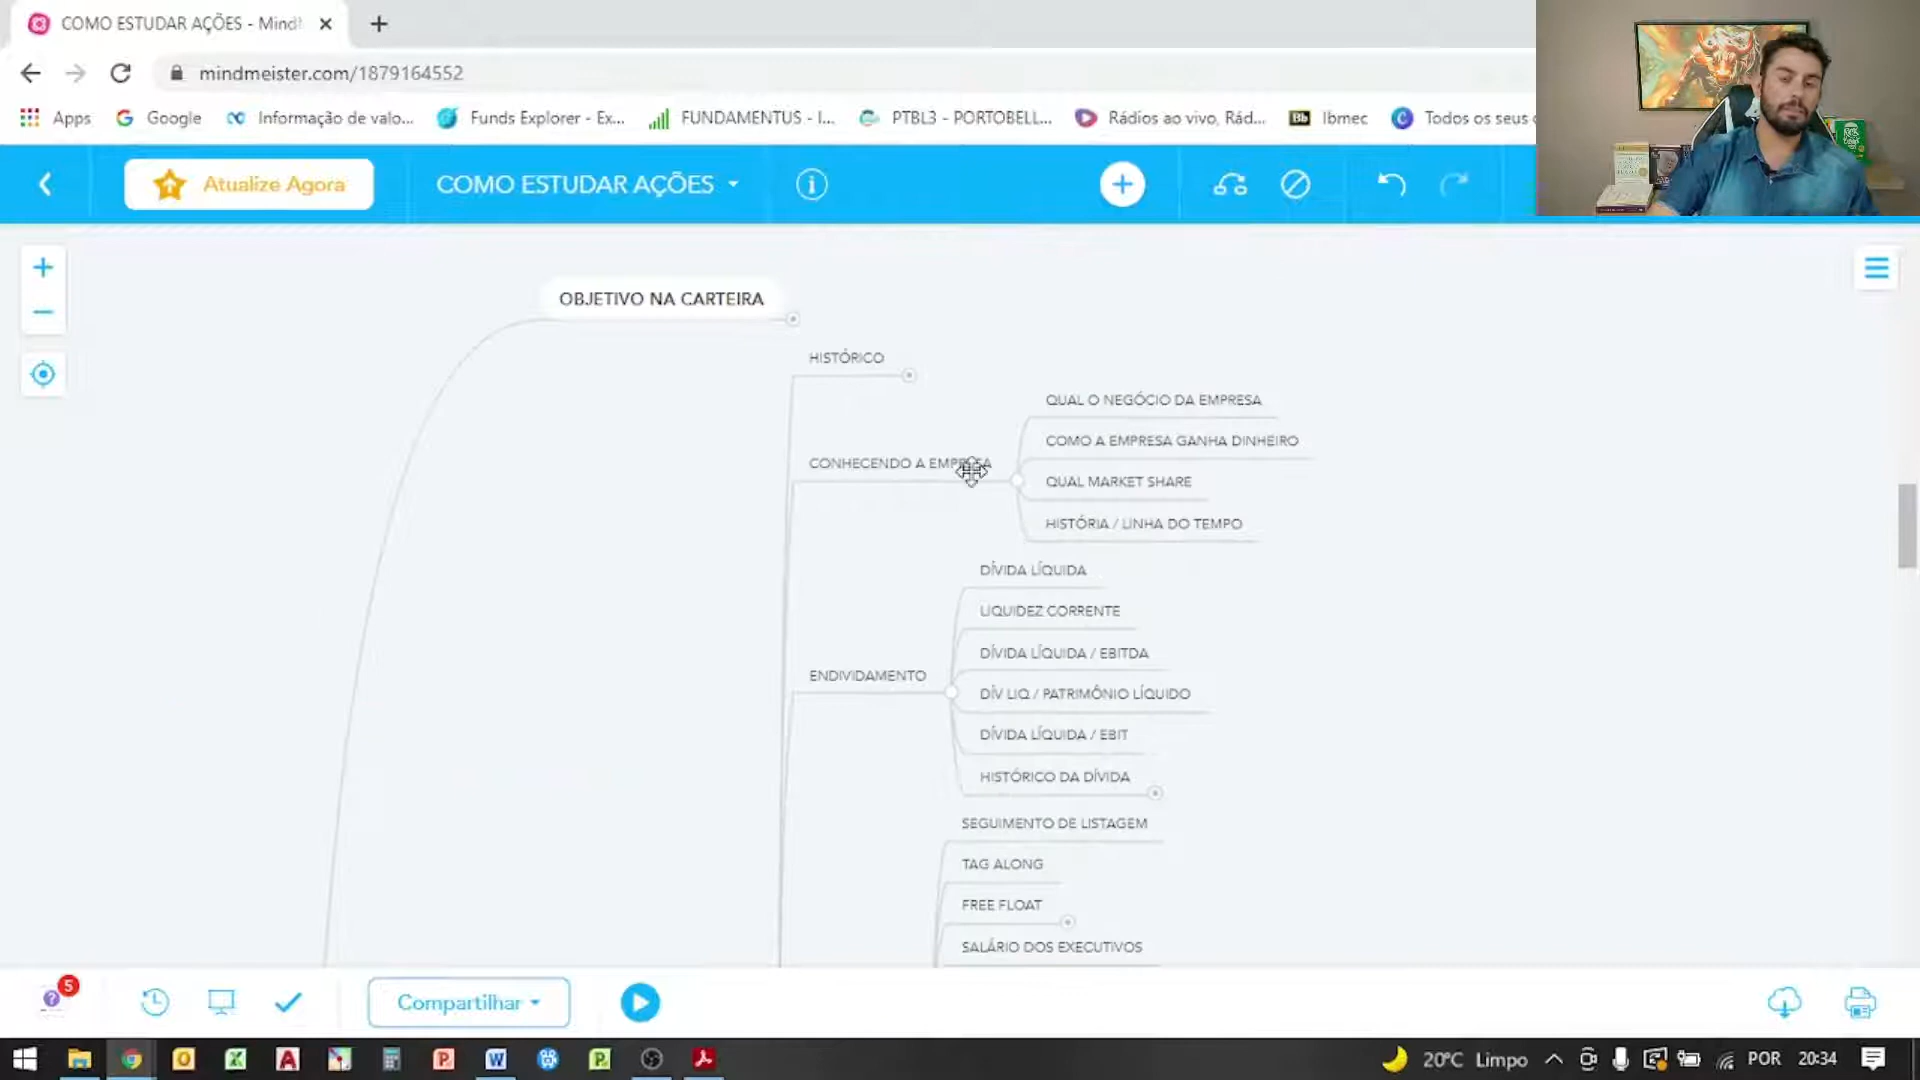 COMO ESTUDAR AÇÕES - Mind
mindmeister.com/1879164552
Apps
Google
Informação de valo...
Funds Explorer - Ex...
FUNDAMENTUS - I...
PTBL3 - PORTOBELL...
Rádios ao vivo, Rád...
Bb
Ibmec
Todos os seus
Atualize Agora
COMO ESTUDAR AÇÕES
OBJETIVO NA CARTEIRA
HISTÓRICO
CONHECENDO A EMPRESA
QUAL O NEGÓCIO DA EMPRESA
COMO A EMPRESA GANHA DINHEIRO
QUAL MARKET SHARE
HISTÓRIA / LINHA DO TEMPO
ENDIVIDAMENTO
DÍVIDA LÍQUIDA
LIQUIDEZ CORRENTE
DÍVIDA LÍQUIDA / EBITDA
DÍV LIQ / PATRIMÔNIO LÍQUIDO
DÍVIDA LÍQUIDA / EBIT
HISTÓRICO DA DÍVIDA
SEGUIMENTO DE LISTAGEM
TAG ALONG
FREE FLOAT
SALÁRIO DOS EXECUTIVOS
5
Compartilhar
20°C Limpo
POR
20:34